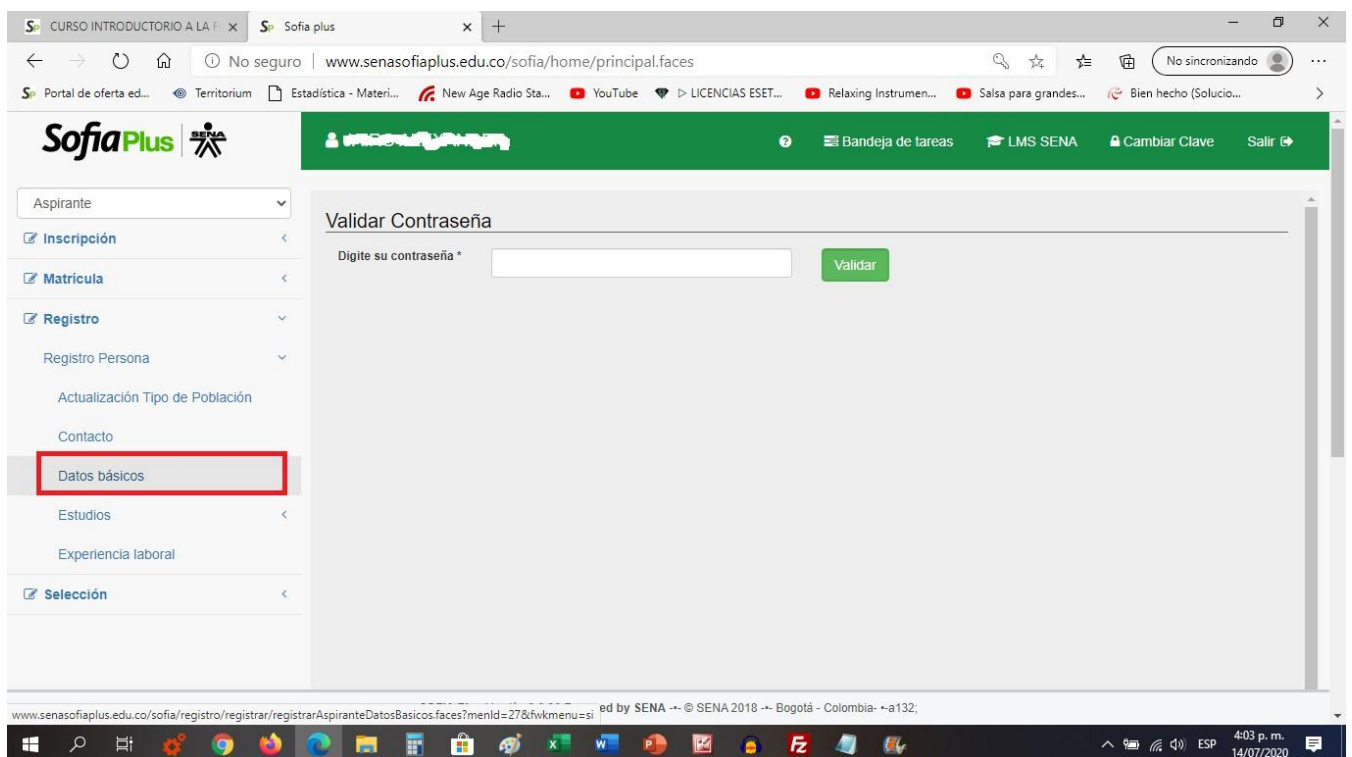 CURSO INTRODUCTORIO A LA F
Sofia plus
No seguro
www.senasofiaplus.edu.co/sofia/home/principal.faces
No sincronizando
Portal de oferta ed...
Territorium
Estadística - Materi...
New Age Radio Sta...
YouTube
▷ LICENCIAS ESET...
Relaxing Instrumen...
Salsa para grandes...
Bien hecho (Solucio...
Sofia Plus
SENA
Bandeja de tareas
LMS SENA
Cambiar Clave
Salir
Aspirante
Inscripción
Matrícula
Registro
Registro Persona
Actualización Tipo de Población
Contacto
Datos básicos
Estudios
Experiencia laboral
Selección
Validar Contraseña
Digite su contraseña *
Validar
www.senasofiaplus.edu.co/sofia/registro/registrar/registrarAspiranteDatosBasicos.faces?menId=27&fwkmenu=si
ed by SENA -•- © SENA 2018 -•- Bogotá - Colombia- •-a132;
ESP
4:03 p. m.
14/07/2020